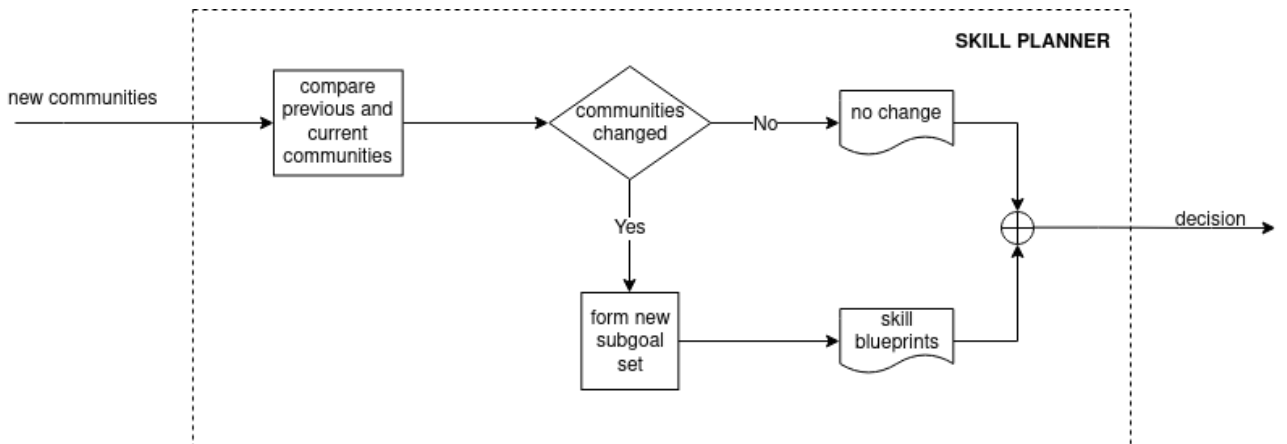 SKILL PLANNER
new communities
compare
previous and
current
communities
communities
changed
No
no change
Yes
decision
form new
subgoal
set
skill
blueprints